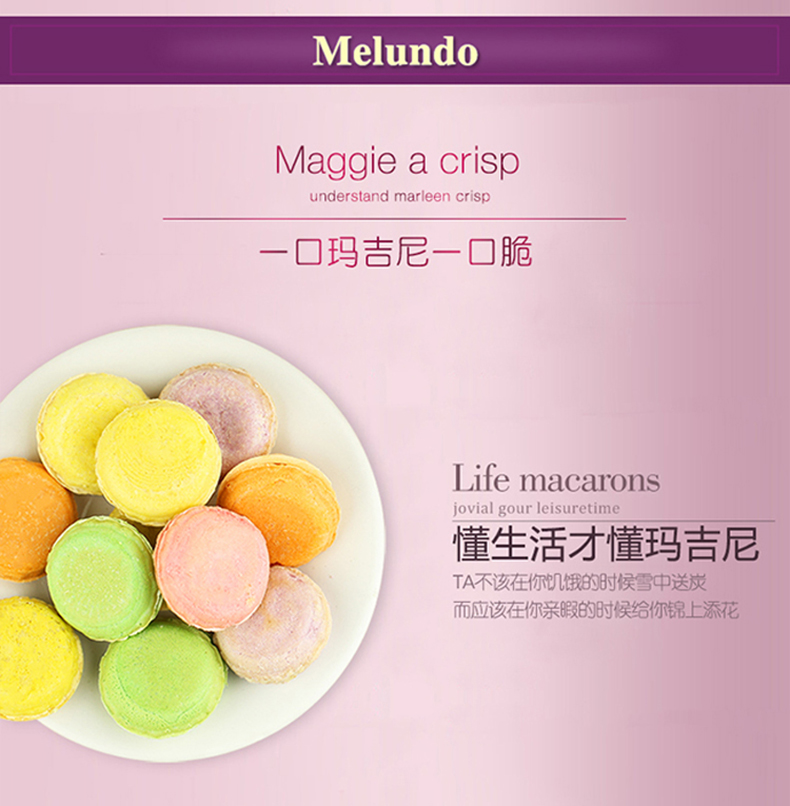 Melundo
Maggie a crisp
understand marleen crisp
一口玛吉尼一口脆
Life macarons
jovial gour leisuretime
懂生活才懂玛吉尼
TA不该在你饥饿的时候雪中送炭
而应该在你亲暇的时候给你锦上添花